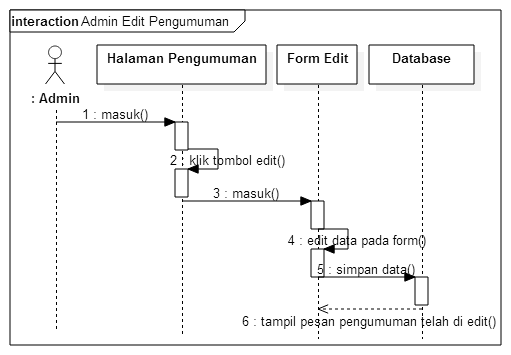 interaction Admin Edit Pengumuman
Halaman Pengumuman
Form Edit
Database
: Admin
1 : masuk()
2 : klik tombol edit()
3 : masuk()
4 : edit data pada form()
5 : simpan data()
6 : tampil pesan pengumuman telah di edit()